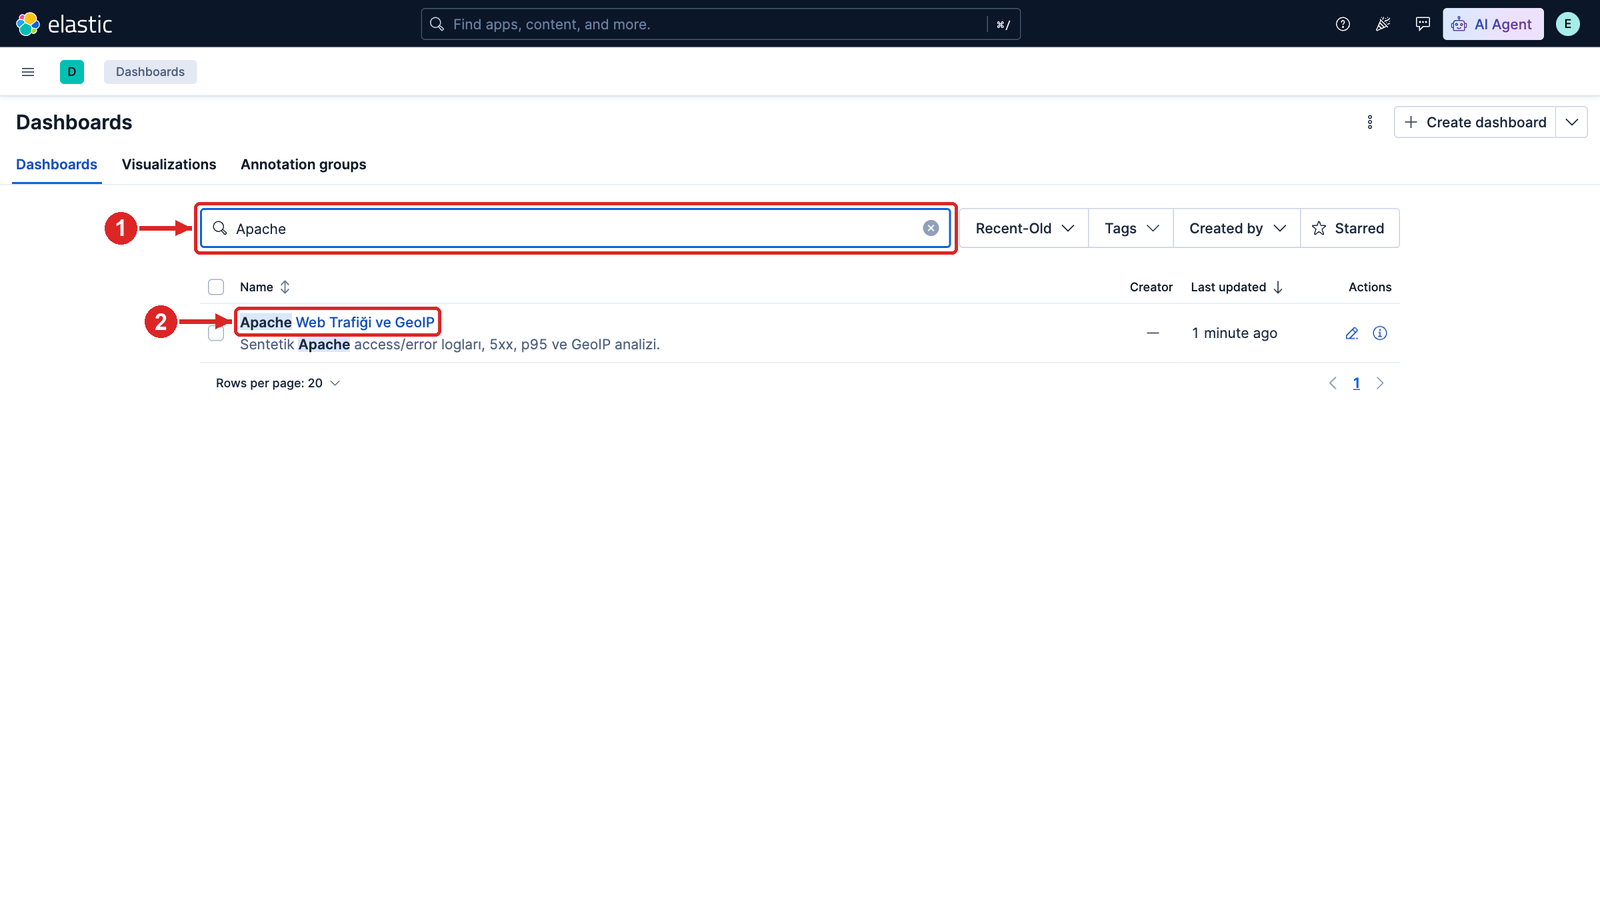 elastic
Find apps, content, and more.
⌘/
AI Agent
E
D
Dashboards
Dashboards
Create dashboard
Dashboards
Visualizations
Annotation groups
1
Apache
Recent-Old
Tags
Created by
Starred
Name
Creator
Last updated
Actions
2
Apache Web Trafiği ve GeoIP
Sentetik Apache access/error logları, 5xx, p95 ve GeoIP analizi.
—
1 minute ago
Rows per page: 20
1